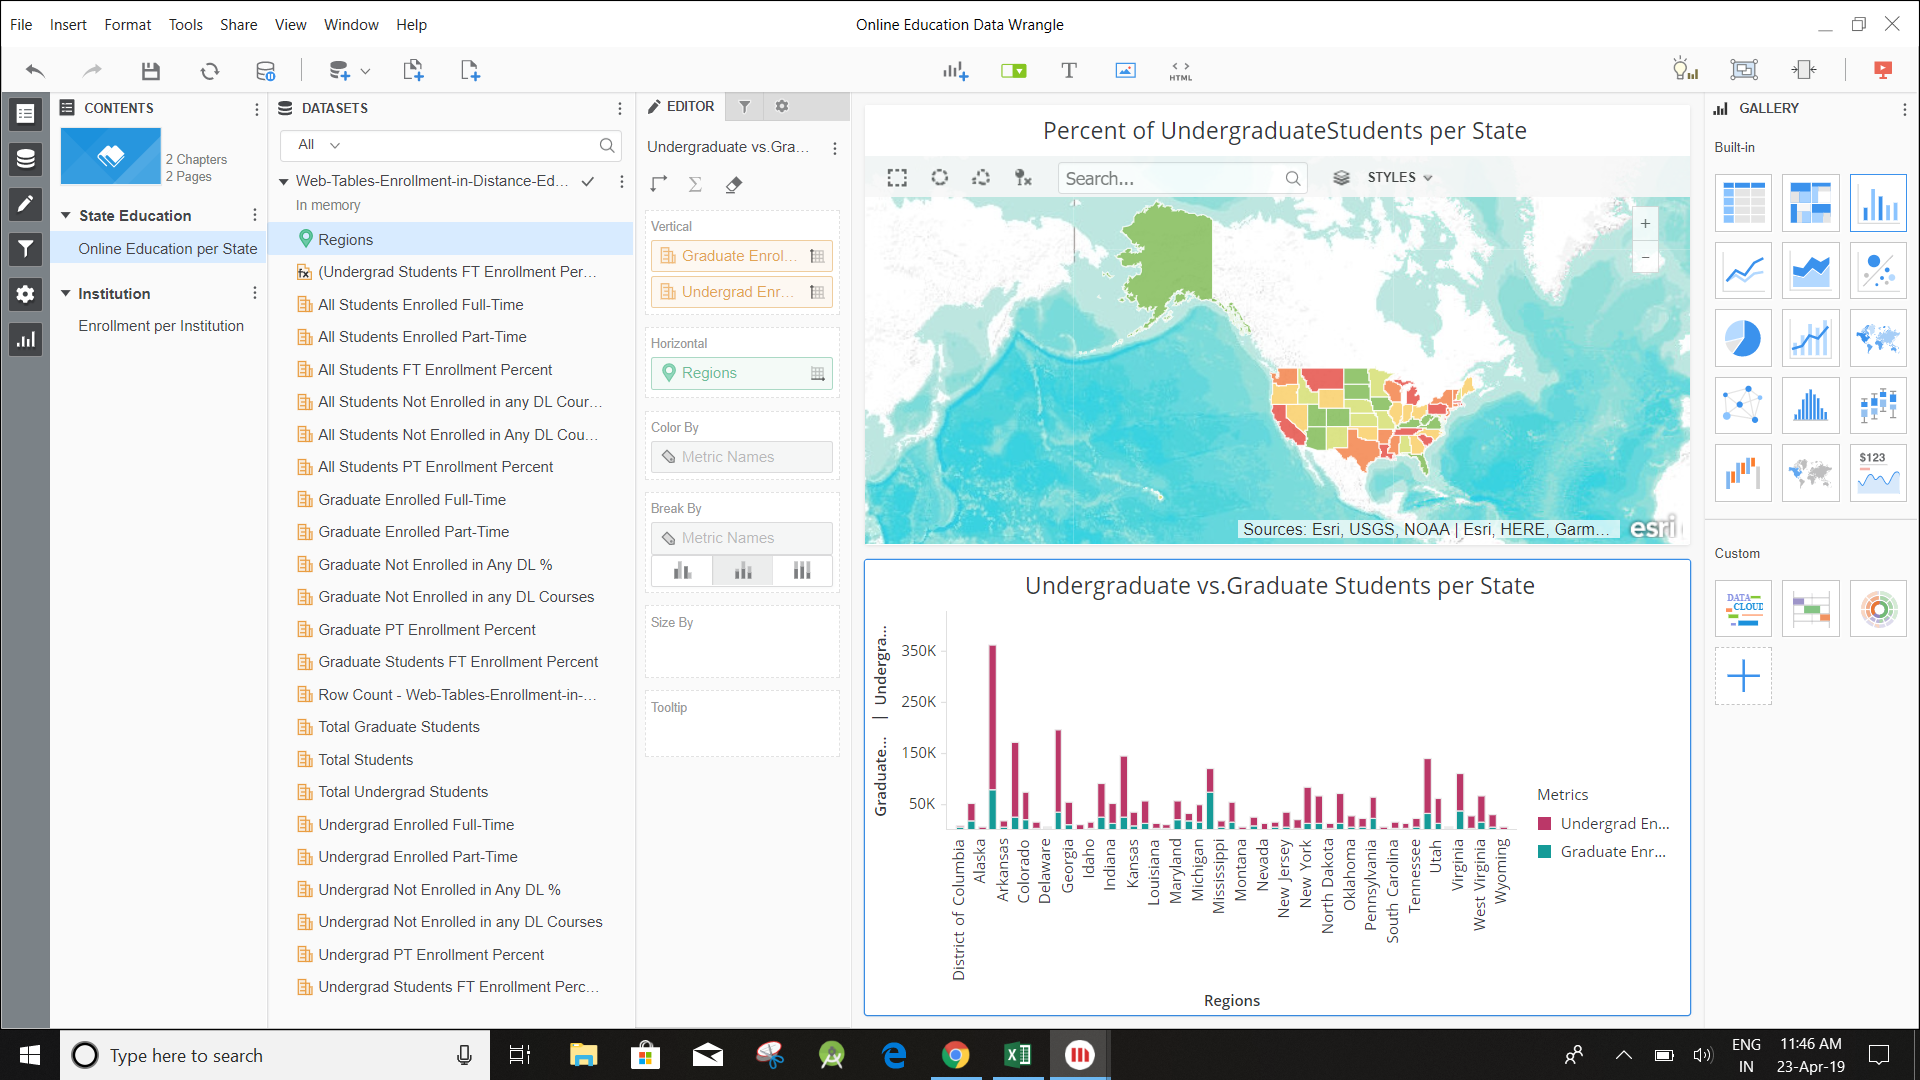 File Insert Format Tools Share View Window Help
Online Education Data Wrangle
HTML
CONTENTS
2 Chapters
2 Pages
State Education
Online Education per State
Institution
Enrollment per Institution
DATASETS
All
Web-Tables-Enrollment-in-Distance-Ed...
In memory
Regions
fx (Undergrad Students FT Enrollment Per...
All Students Enrolled Full-Time
All Students Enrolled Part-Time
All Students FT Enrollment Percent
All Students Not Enrolled in any DL Cour...
All Students Not Enrolled in Any DL Cou...
All Students PT Enrollment Percent
Graduate Enrolled Full-Time
Graduate Enrolled Part-Time
Graduate Not Enrolled in Any DL %
Graduate Not Enrolled in any DL Courses
Graduate PT Enrollment Percent
Graduate Students FT Enrollment Percent
Row Count - Web-Tables-Enrollment-in-...
Total Graduate Students
Total Students
Total Undergrad Students
Undergrad Enrolled Full-Time
Undergrad Enrolled Part-Time
Undergrad Not Enrolled in Any DL %
Undergrad Not Enrolled in any DL Courses
Undergrad PT Enrollment Percent
Undergrad Students FT Enrollment Perc...
EDITOR
Undergraduate vs.Gra...
Vertical
Graduate Enrol...
Undergrad Enr...
Horizontal
Regions
Color By
Metric Names
Break By
Metric Names
Size By
Tooltip
Percent of UndergraduateStudents per State
Search...
STYLES
+
−
Sources: Esri, USGS, NOAA | Esri, HERE, Garm...
esri
Undergraduate vs.Graduate Students per State
Graduate... | Undergra...
350K
250K
150K
50K
District of Columbia
Alaska
Arkansas
Colorado
Delaware
Georgia
Idaho
Indiana
Kansas
Louisiana
Maryland
Michigan
Mississippi
Montana
Nevada
New Jersey
New York
North Dakota
Oklahoma
Pennsylvania
South Carolina
Tennessee
Utah
Virginia
West Virginia
Wyoming
Regions
Metrics
Undergrad En...
Graduate Enr...
GALLERY
Built-in
$123
Custom
DATA
CLOUD
Type here to search
ENG
IN
11:46 AM
23-Apr-19